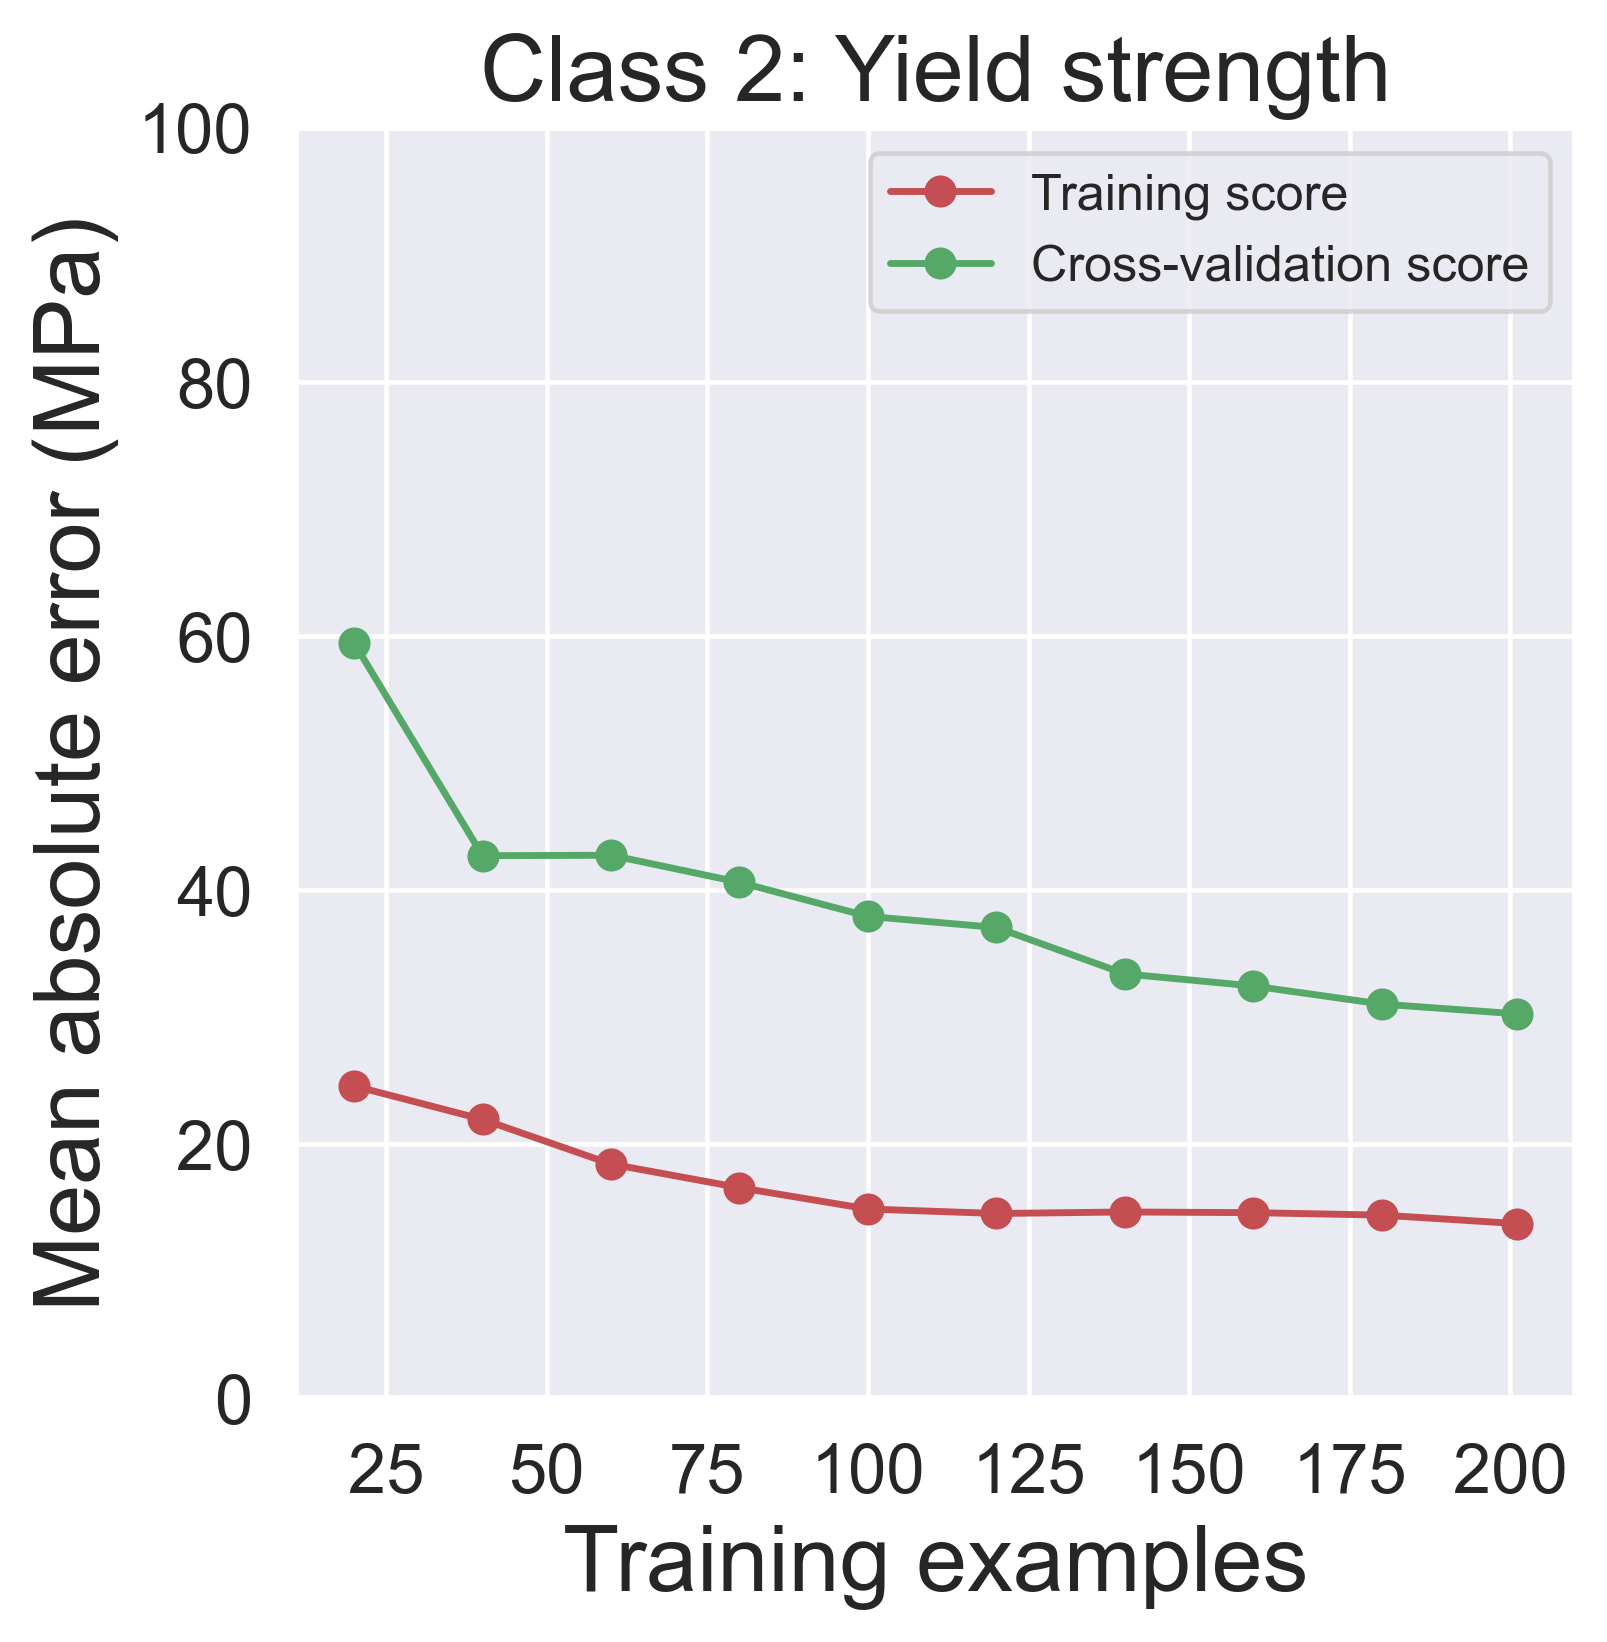 Class 2: Yield strength
Training score
Cross-validation score
Mean absolute error (MPa)
100
80
60
40
20
0
25 50 75 100 125 150 175 200
Training examples